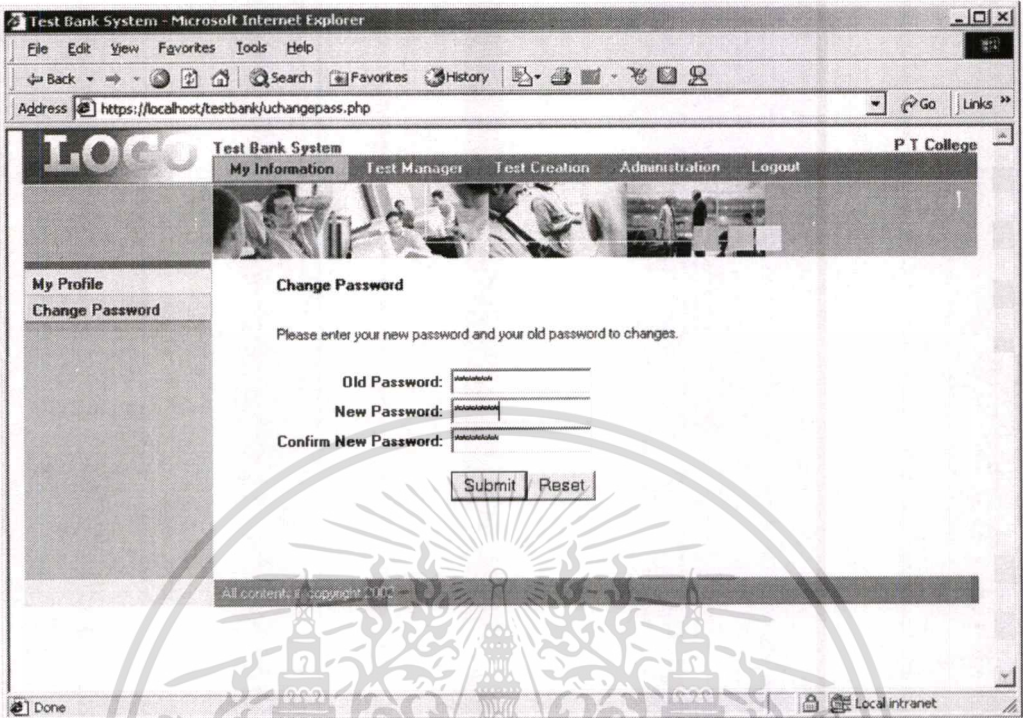 Test Bank System - Microsoft Internet Explorer
File Edit View Favorites Tools Help
Back Search Favorites History
Address https://localhost/testbank/uchangepass.php Go Links »
LOGO
Test Bank System P T College
My Information Test Manager Test Creation Administration Logout
My Profile
Change Password
Change Password
Please enter your new password and your old password to changes.
Old Password: ********
New Password: *********
Confirm New Password: *********
Submit Reset
All contents copyright 2002
Done Local intranet